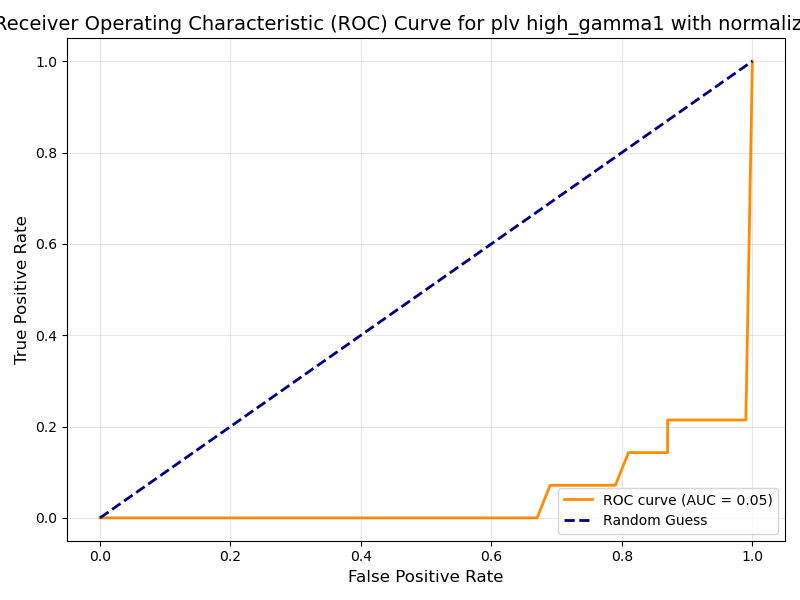 Receiver Operating Characteristic (ROC) Curve for plv high_gamma1 with normaliz
1.0
0.8
0.6
0.4
0.2
0.0
True Positive Rate
0.0 0.2 0.4 0.6 0.8 1.0
False Positive Rate
ROC curve (AUC = 0.05)
Random Guess